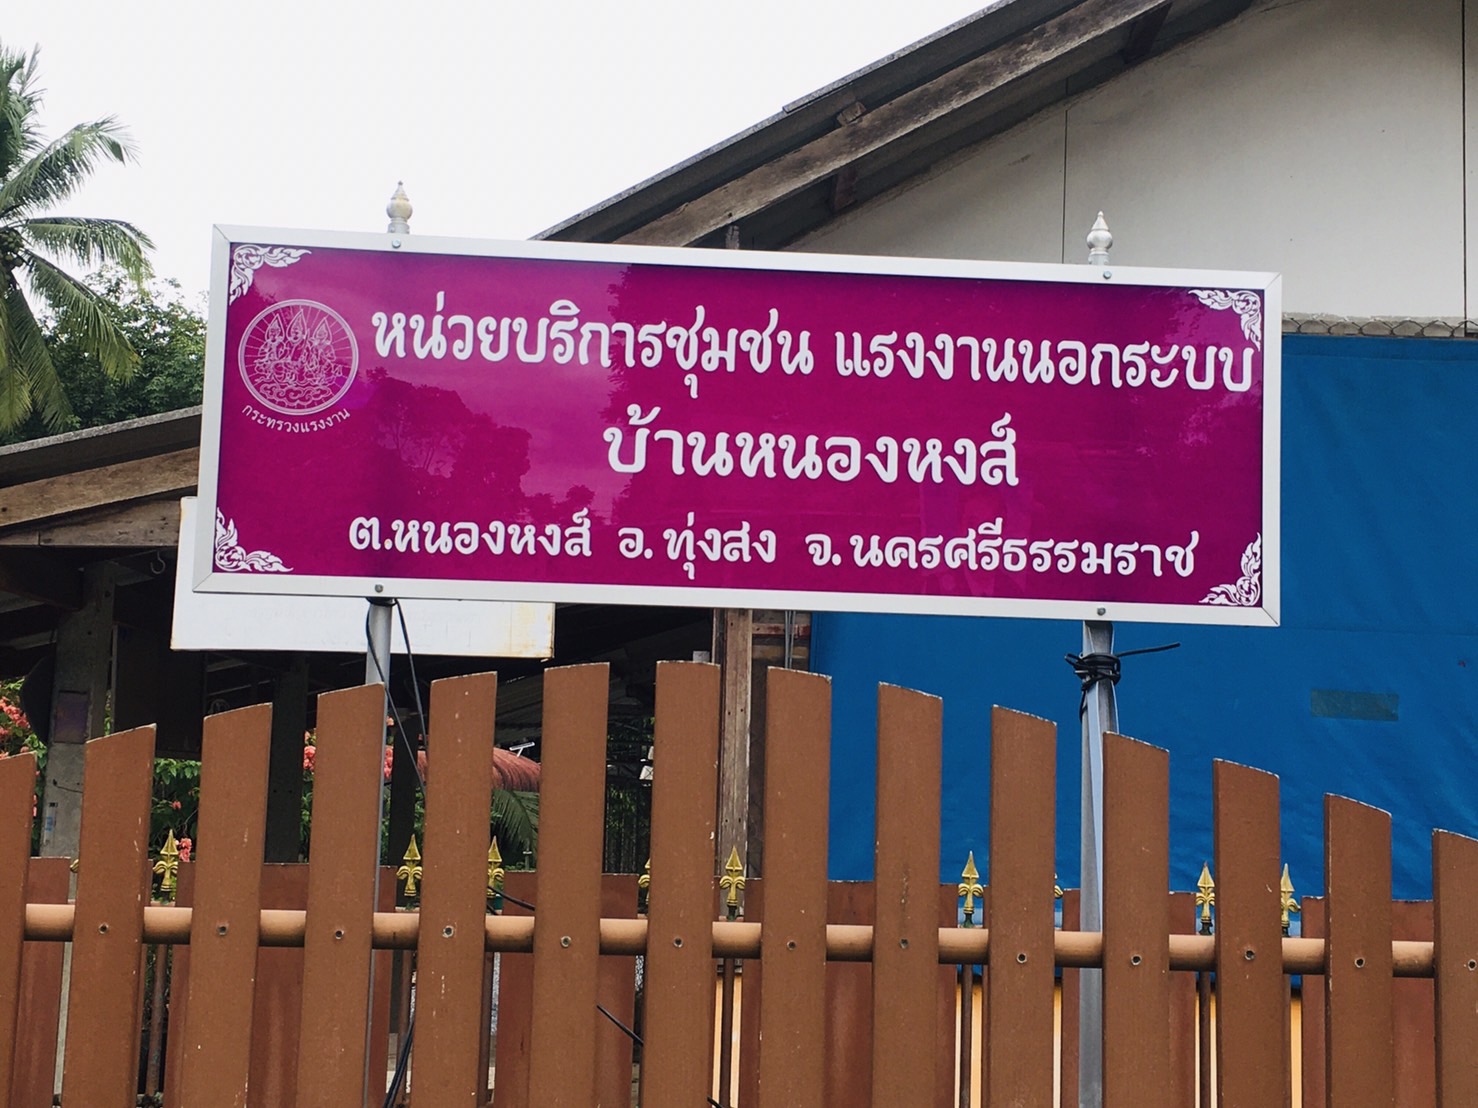 หน่วยบริการชุมชน แรงงานนอกระบบ
บ้านหนองหงส์
ต.หนองหงส์ อ.ทุ่งสง จ.นครศรีธรรมราช
กระทรวงแรงงาน